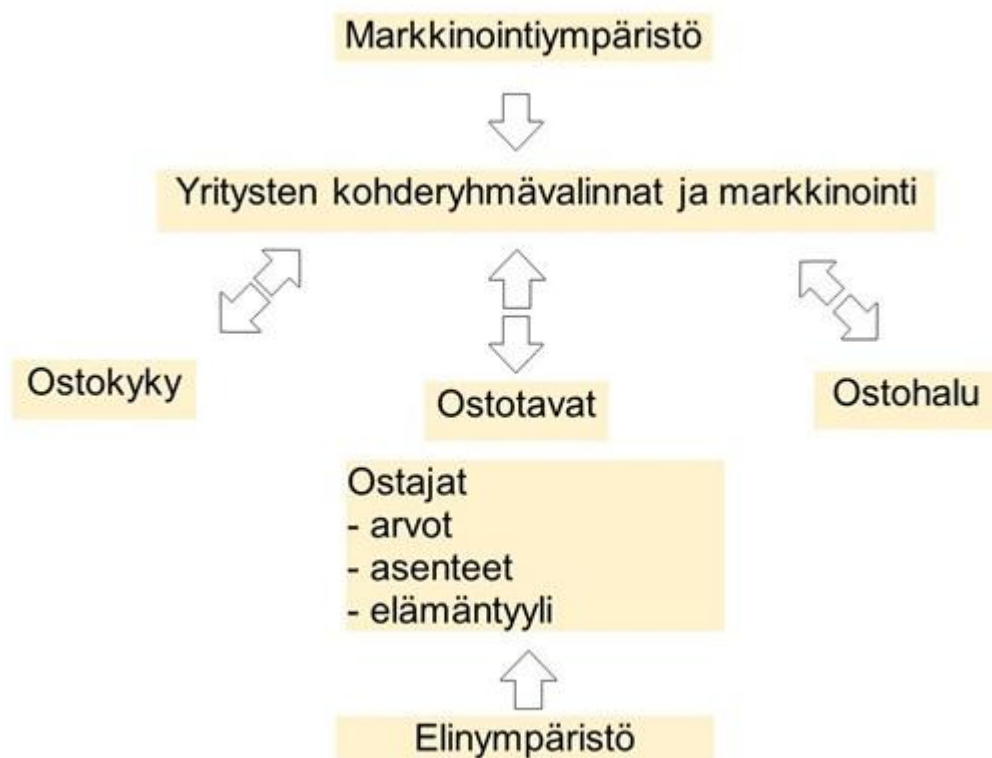 Markkinointiympäristö
Yritysten kohderyhmävalinnat ja markkinointi
Ostokyky
Ostotavat
Ostohalu
Ostajat
- arvot
- asenteet
- elämäntyyli
Elinympäristö